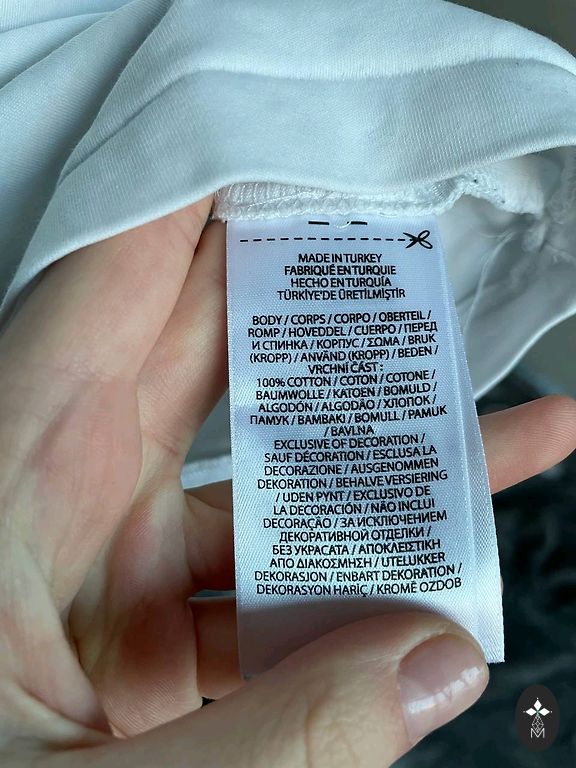 MADE IN TURKEY
FABRIQUÉ EN TURQUIE
HECHO EN TURQUÍA
TÜRKİYE'DE ÜRETİLMİŞTİR
BODY / CORPS / CORPO / OBERTEIL /
ROMP / HOVEDDEL / CUERPO / ПЕРЕД
И СПИНКА / КОРПУС / ΣΩΜΑ / BRUK
(KROPP) / ANVÄND (KROPP) / BEDEN /
VRCHNÍ ČÁST :
100% COTTON / COTON / COTONE /
BAUMWOLLE / KATOEN / BOMULD /
ALGODÓN / ALGODÃO / ХЛОПОК /
ПАМУК / ΒΑΜΒΑΚΙ / BOMULL / PAMUK
/ BAVLNA
EXCLUSIVE OF DECORATION /
SAUF DÉCORATION / ESCLUSA LA
DECORAZIONE / AUSGENOMMEN
DEKORATION / BEHALVE VERSIERING
/ UDEN PYNT / EXCLUSIVO DE
LA DECORACIÓN / NÃO INCLUI
DECORAÇÃO / ЗА ИСКЛЮЧЕНИЕМ
ДЕКОРАТИВНОЙ ОТДЕЛКИ /
БЕЗ УКРАСАТА / ΑΠΟΚΛΕΙΣΤΙΚΗ
ΑΠΟ ΔΙΑΚΟΣΜΗΣΗ / UTELUKKER
DEKORASJON / ENBART DEKORATION /
DEKORASYON HARİÇ / KROMĚ OZDOB